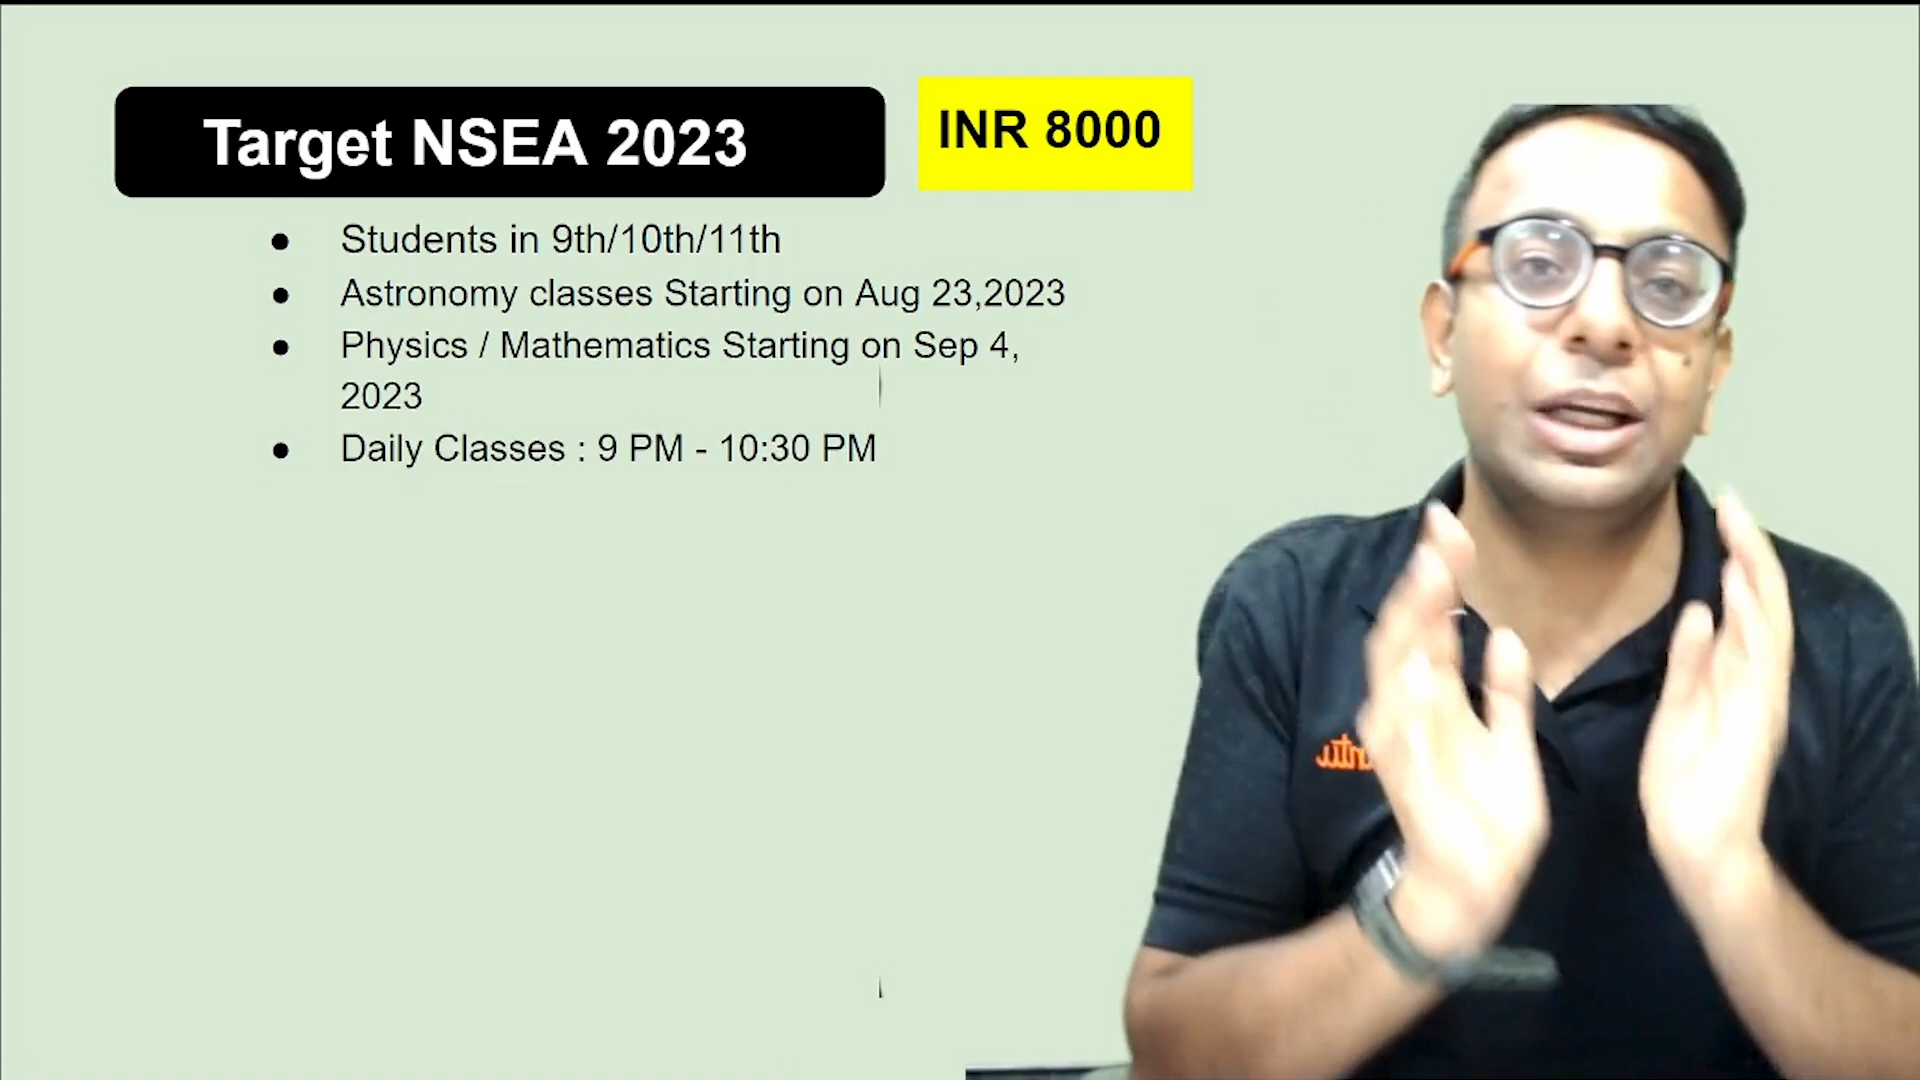 Target NSEA 2023
INR 8000
Students in 9th/10th/11th
Astronomy classes Starting on Aug 23,2023
Physics / Mathematics Starting on Sep 4,
2023
Daily Classes : 9 PM - 10:30 PM